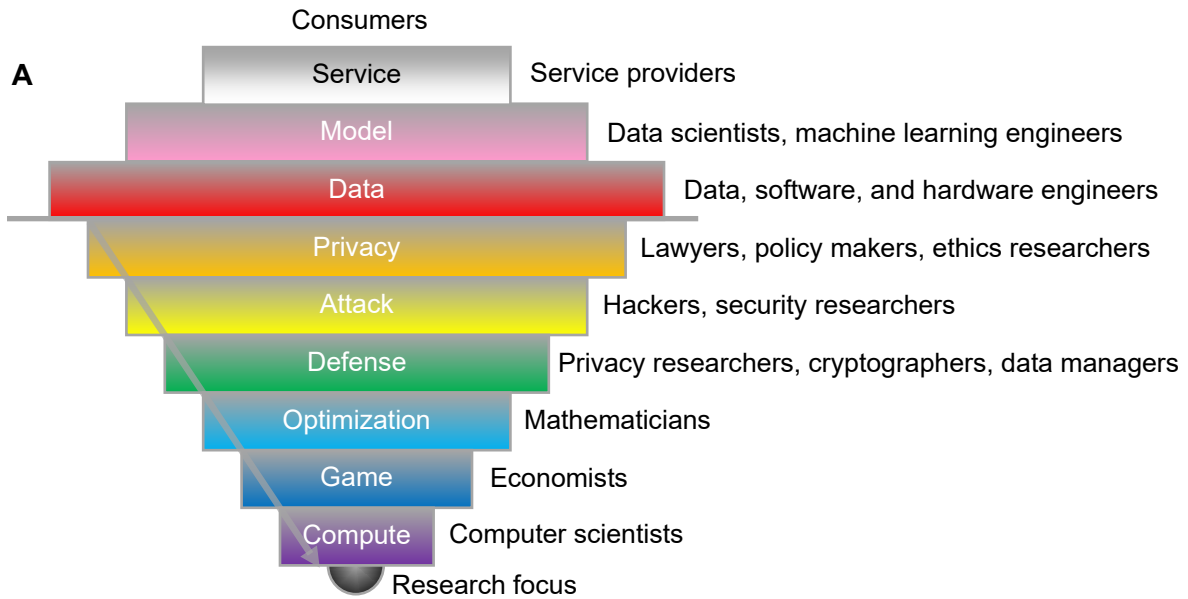 Consumers
A
Service
Service providers
Model
Data scientists, machine learning engineers
Data
Data, software, and hardware engineers
Privacy
Lawyers, policy makers, ethics researchers
Attack
Hackers, security researchers
Defense
Privacy researchers, cryptographers, data managers
Optimization
Mathematicians
Game
Economists
Compute
Computer scientists
Research focus